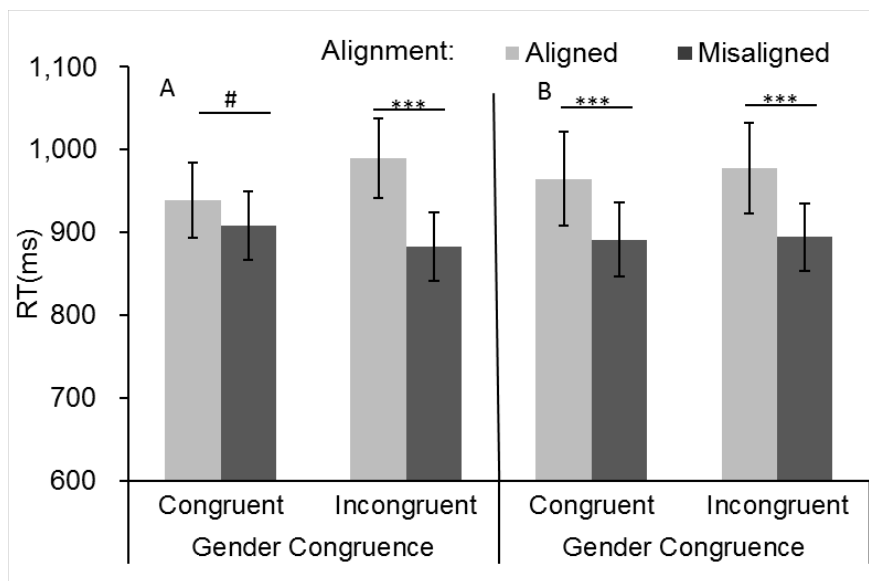 Alignment: Aligned Misaligned
1,100
1,000
900
800
700
600
RT(ms)
A
#
***
B
***
***
Congruent Incongruent Congruent Incongruent
Gender Congruence Gender Congruence